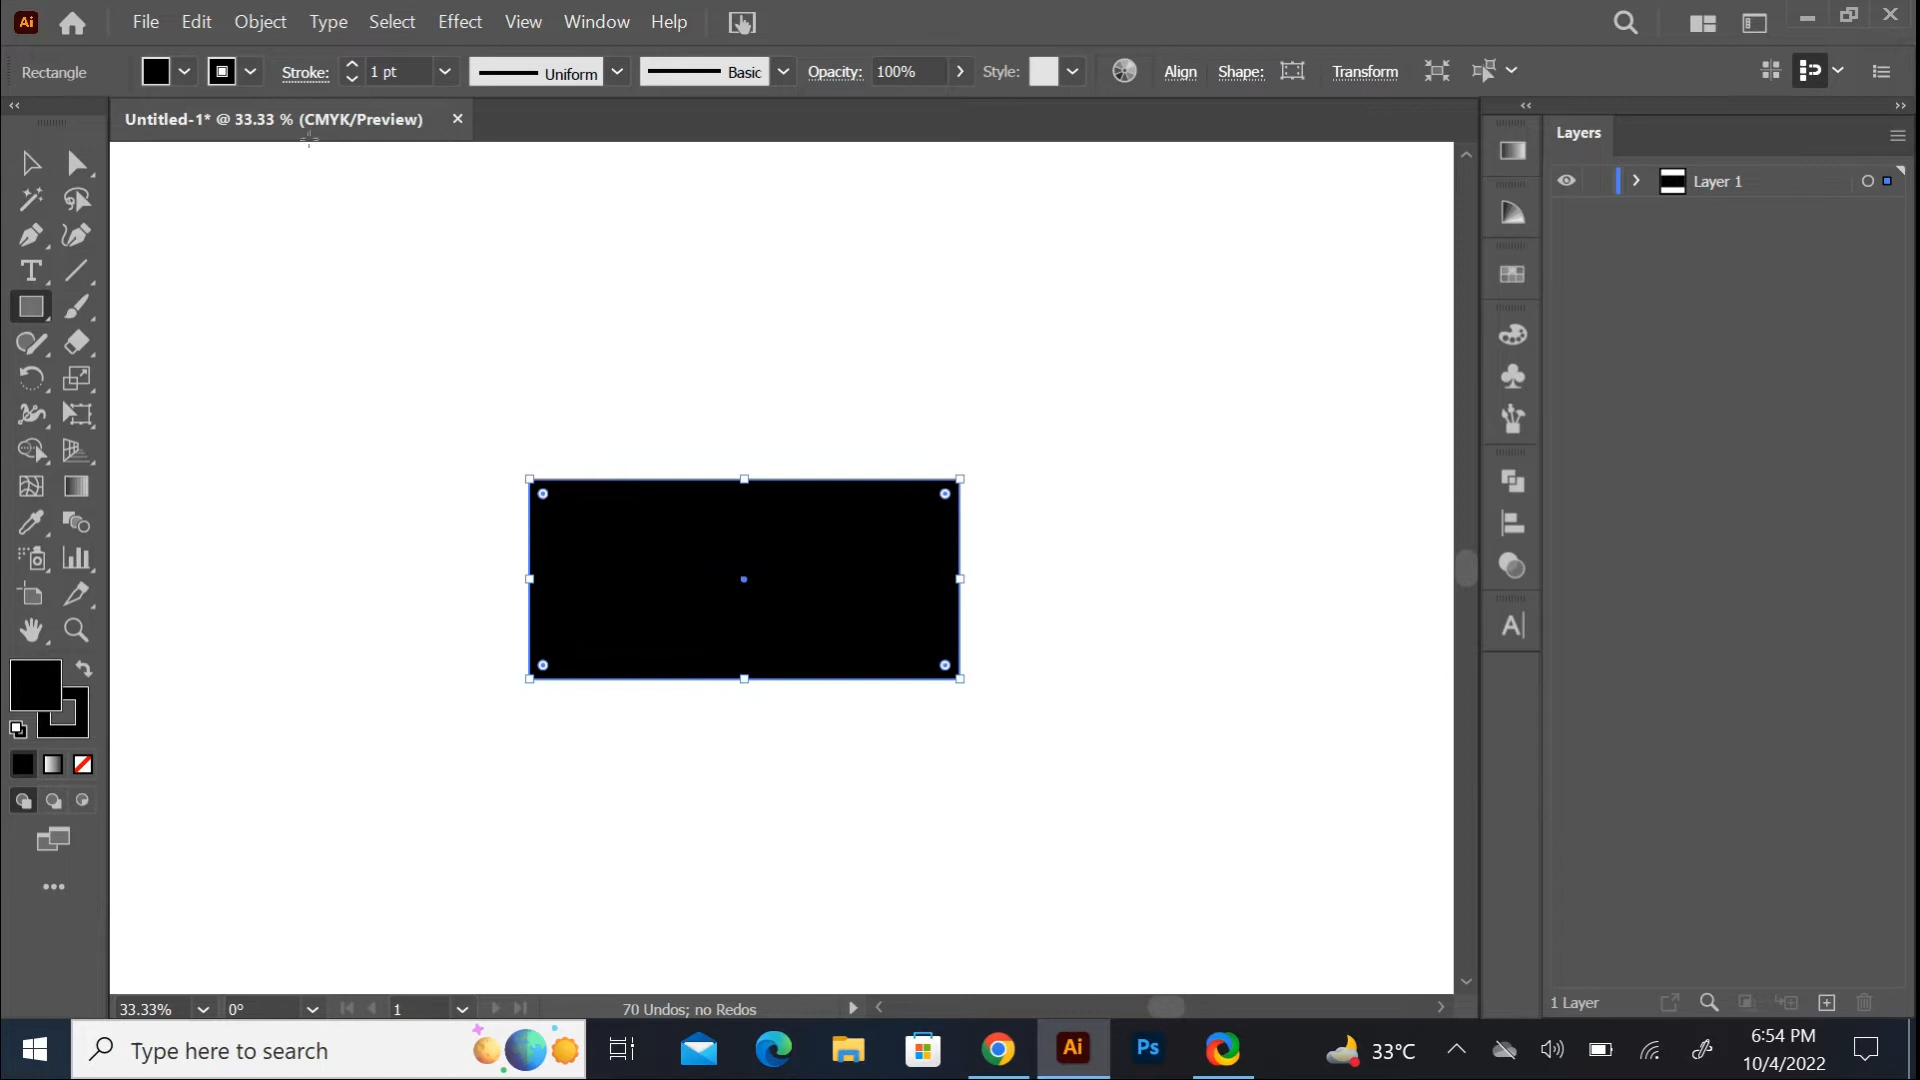 Ai File Edit Object Type Select Effect View Window Help
Rectangle Stroke: 1 pt Uniform Basic Opacity: 100% Style: Align Shape: Transform
Untitled-1* @ 33.33 % (CMYK/Preview)
Layers
Layer 1
33.33% 0° 1 70 Undos; no Redos
1 Layer
Type here to search
Ai
Ps
33°C
6:54 PM
10/4/2022